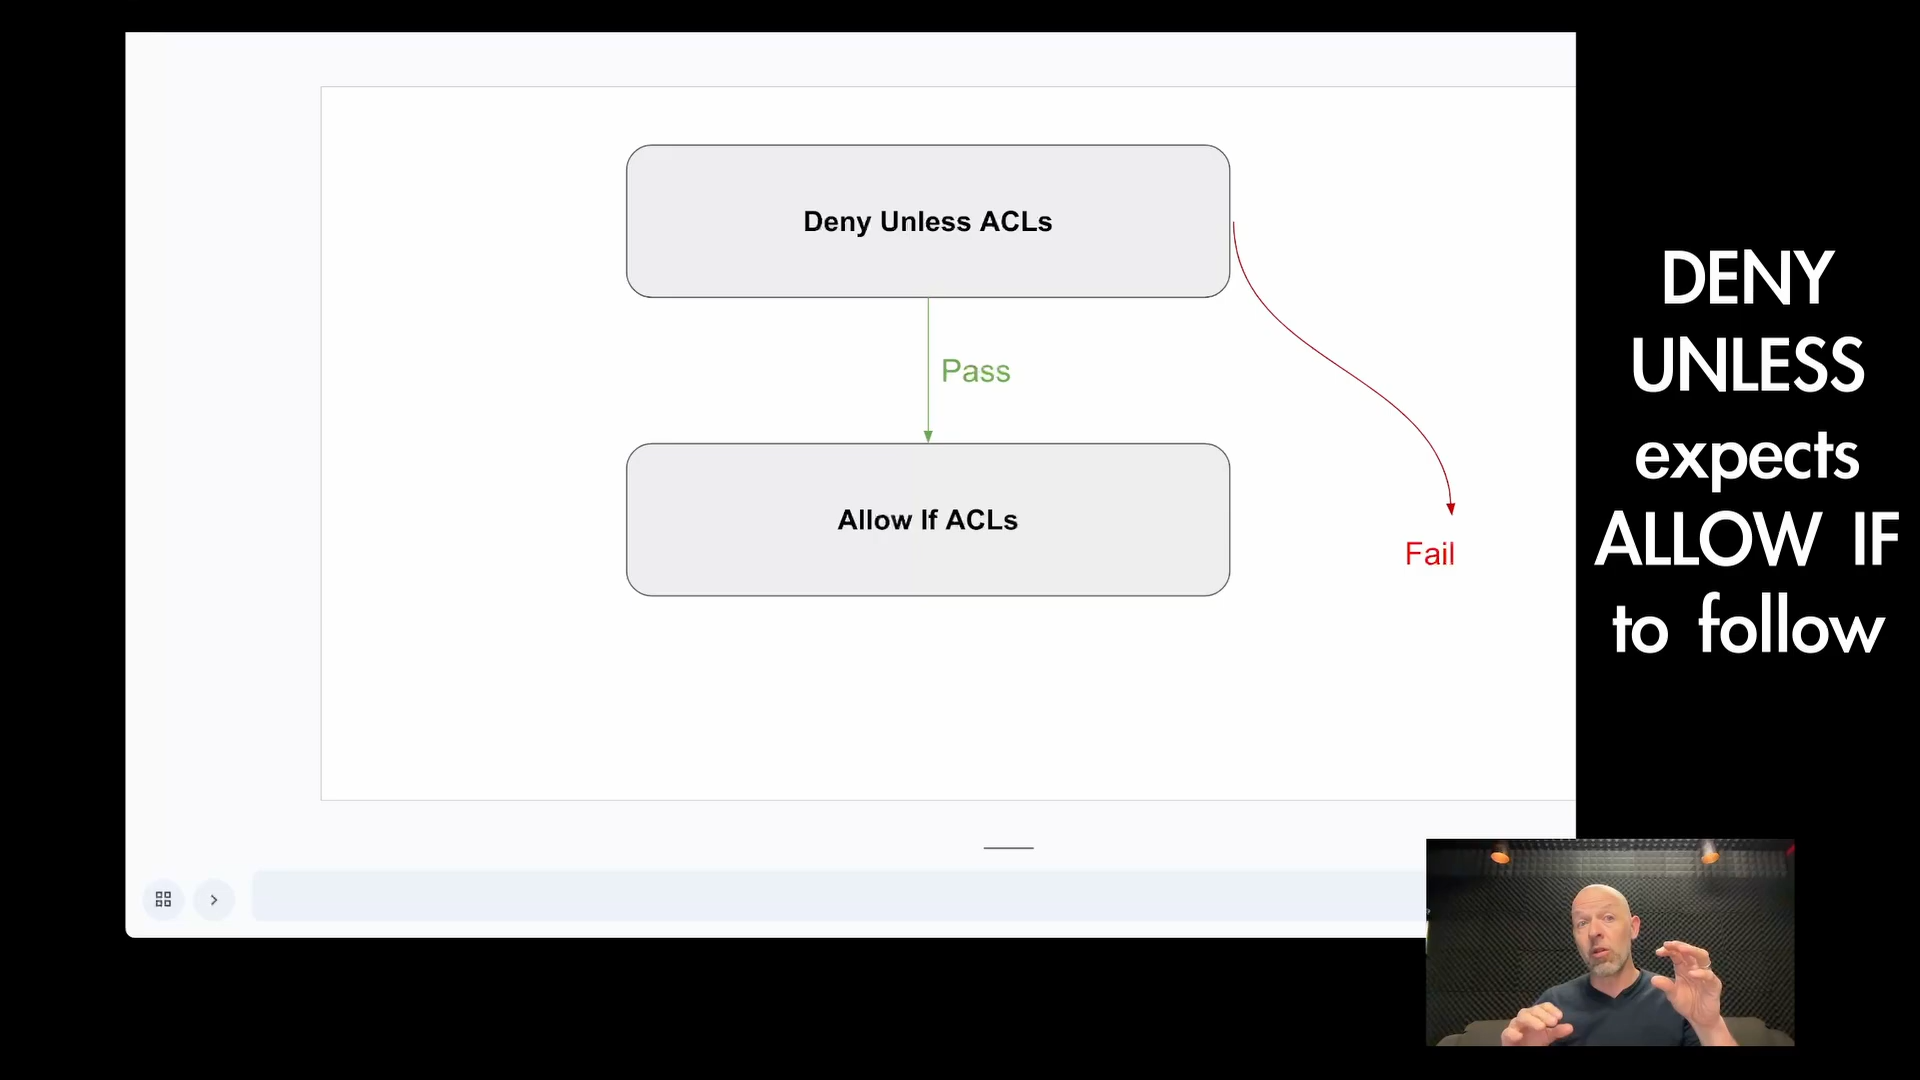 Deny Unless ACLs
Pass
Allow If ACLs
Fail
DENY
UNLESS
expects
ALLOW IF
to follow